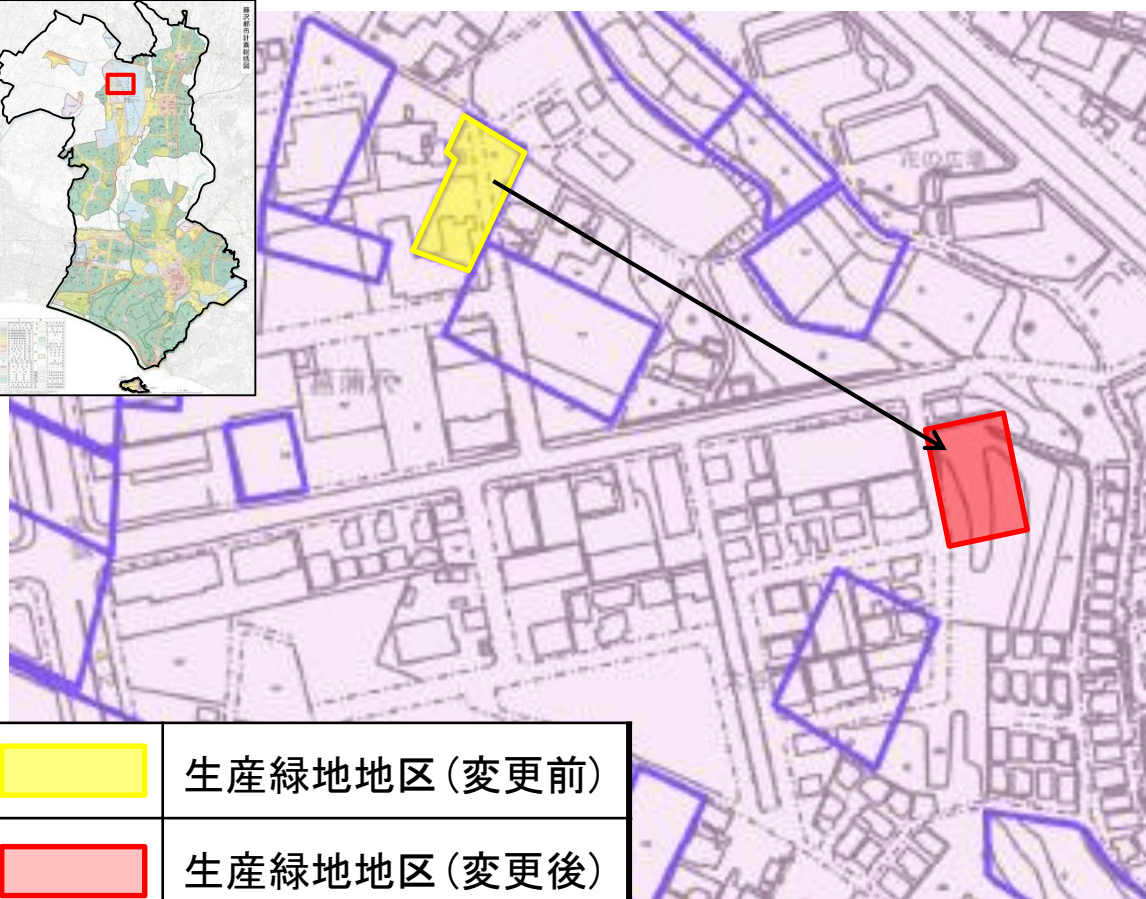 藤沢都市計画総括図
花の広場
菖蒲沢
生産緑地地区（変更前）
生産緑地地区（変更後）